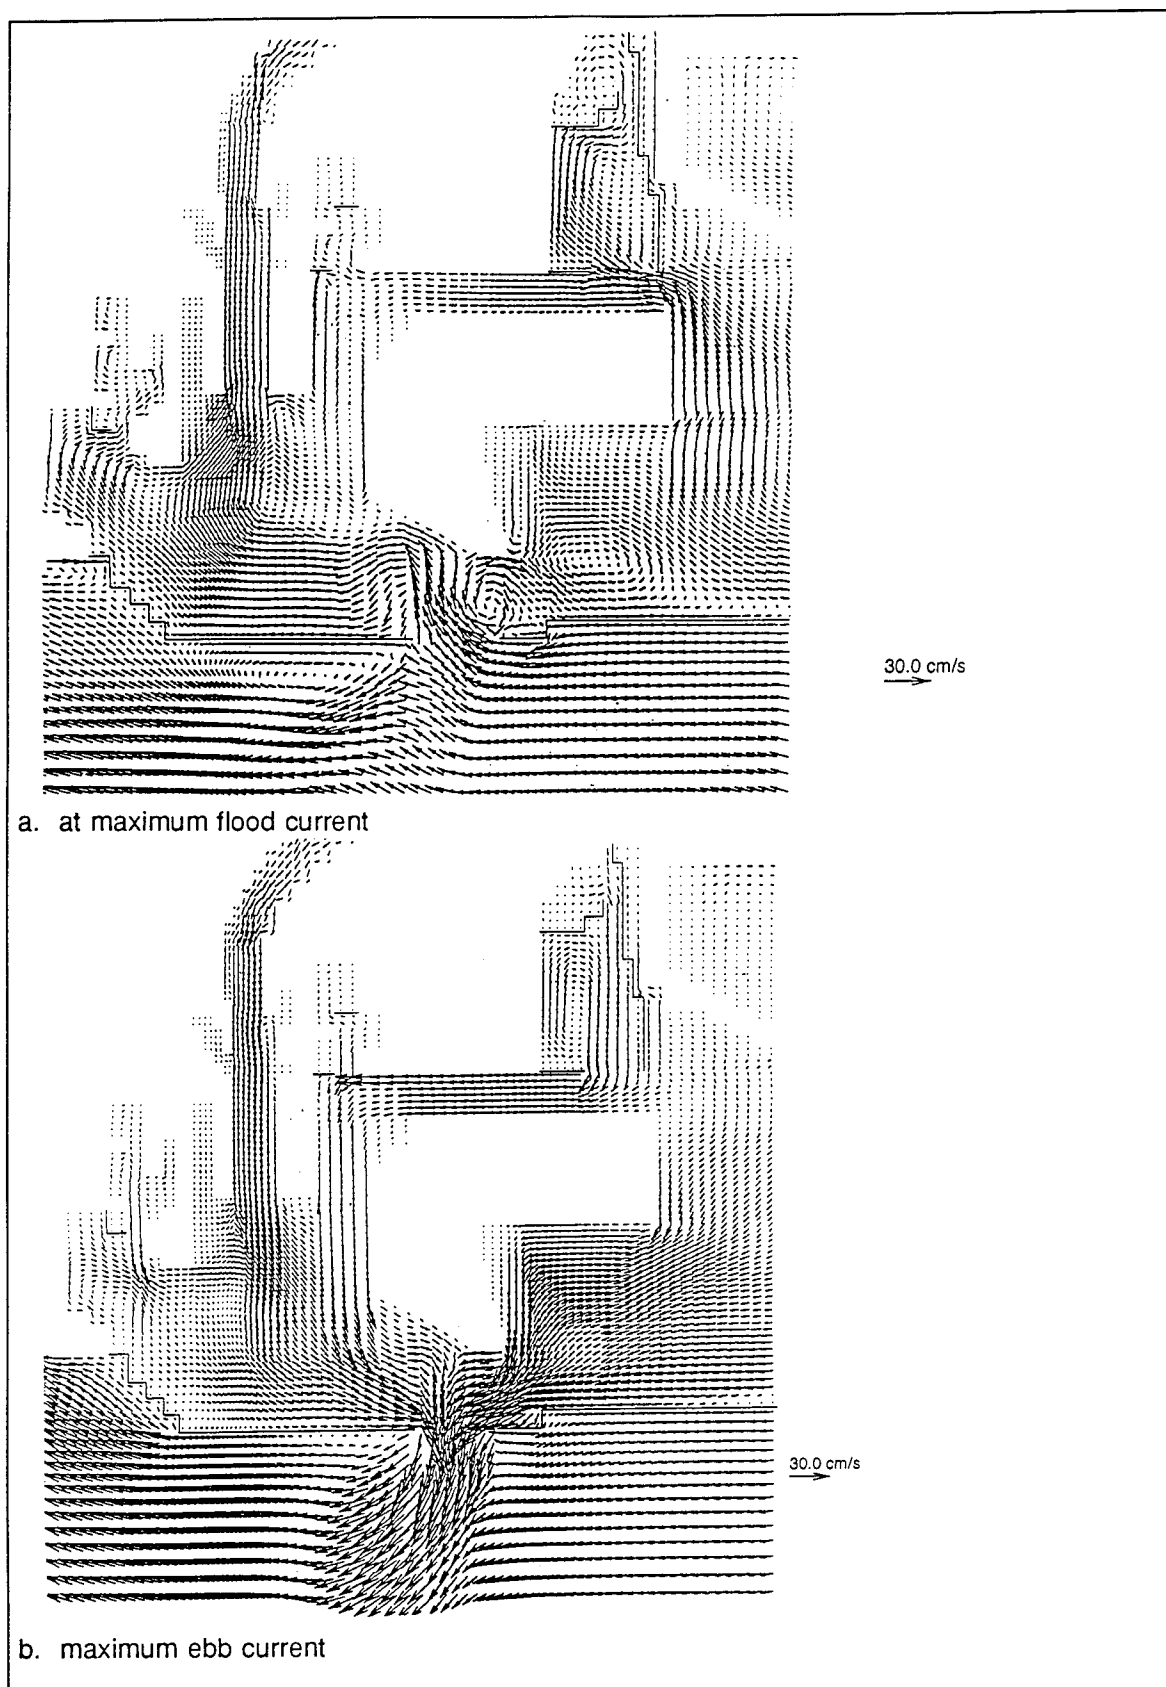 30.0 cm/s
a. at maximum flood current
30.0 cm/s
b. maximum ebb current